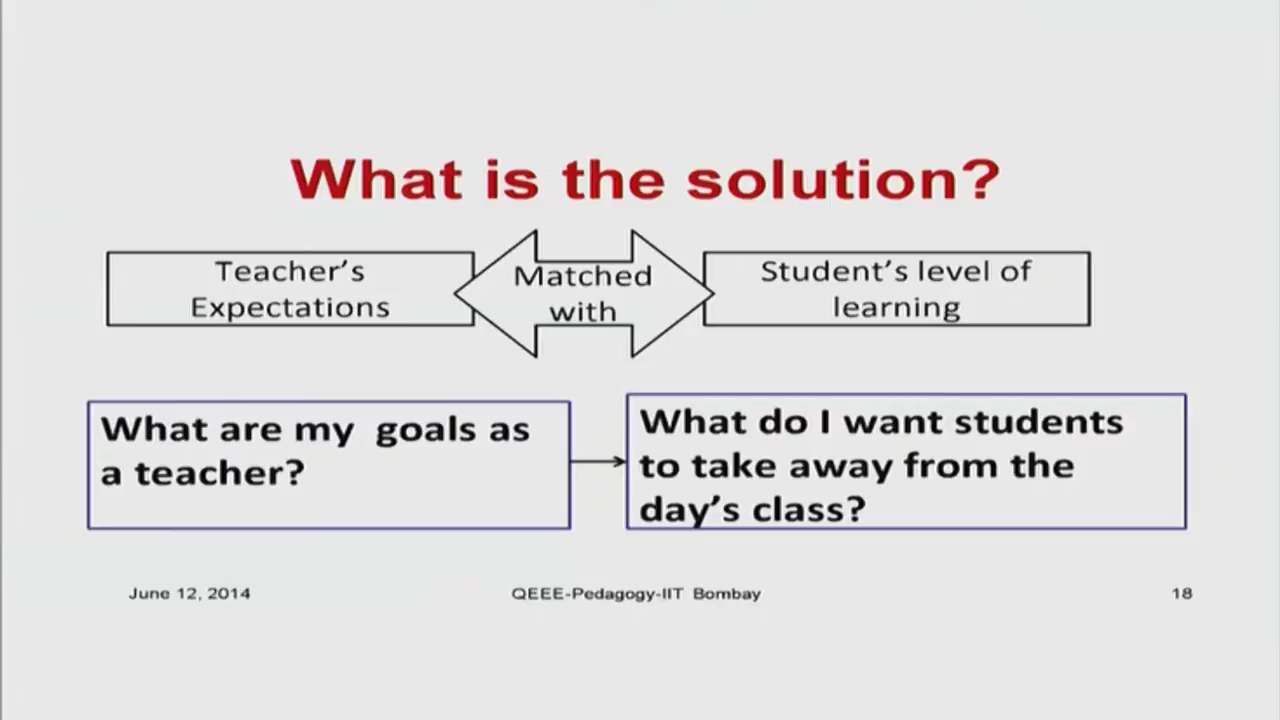 What is the solution?
Teacher’s
Expectations
Matched
with
Student’s level of
learning
What are my goals as
a teacher?
What do I want students
to take away from the
day’s class?
June 12, 2014
QEEE-Pedagogy-IIT Bombay
18